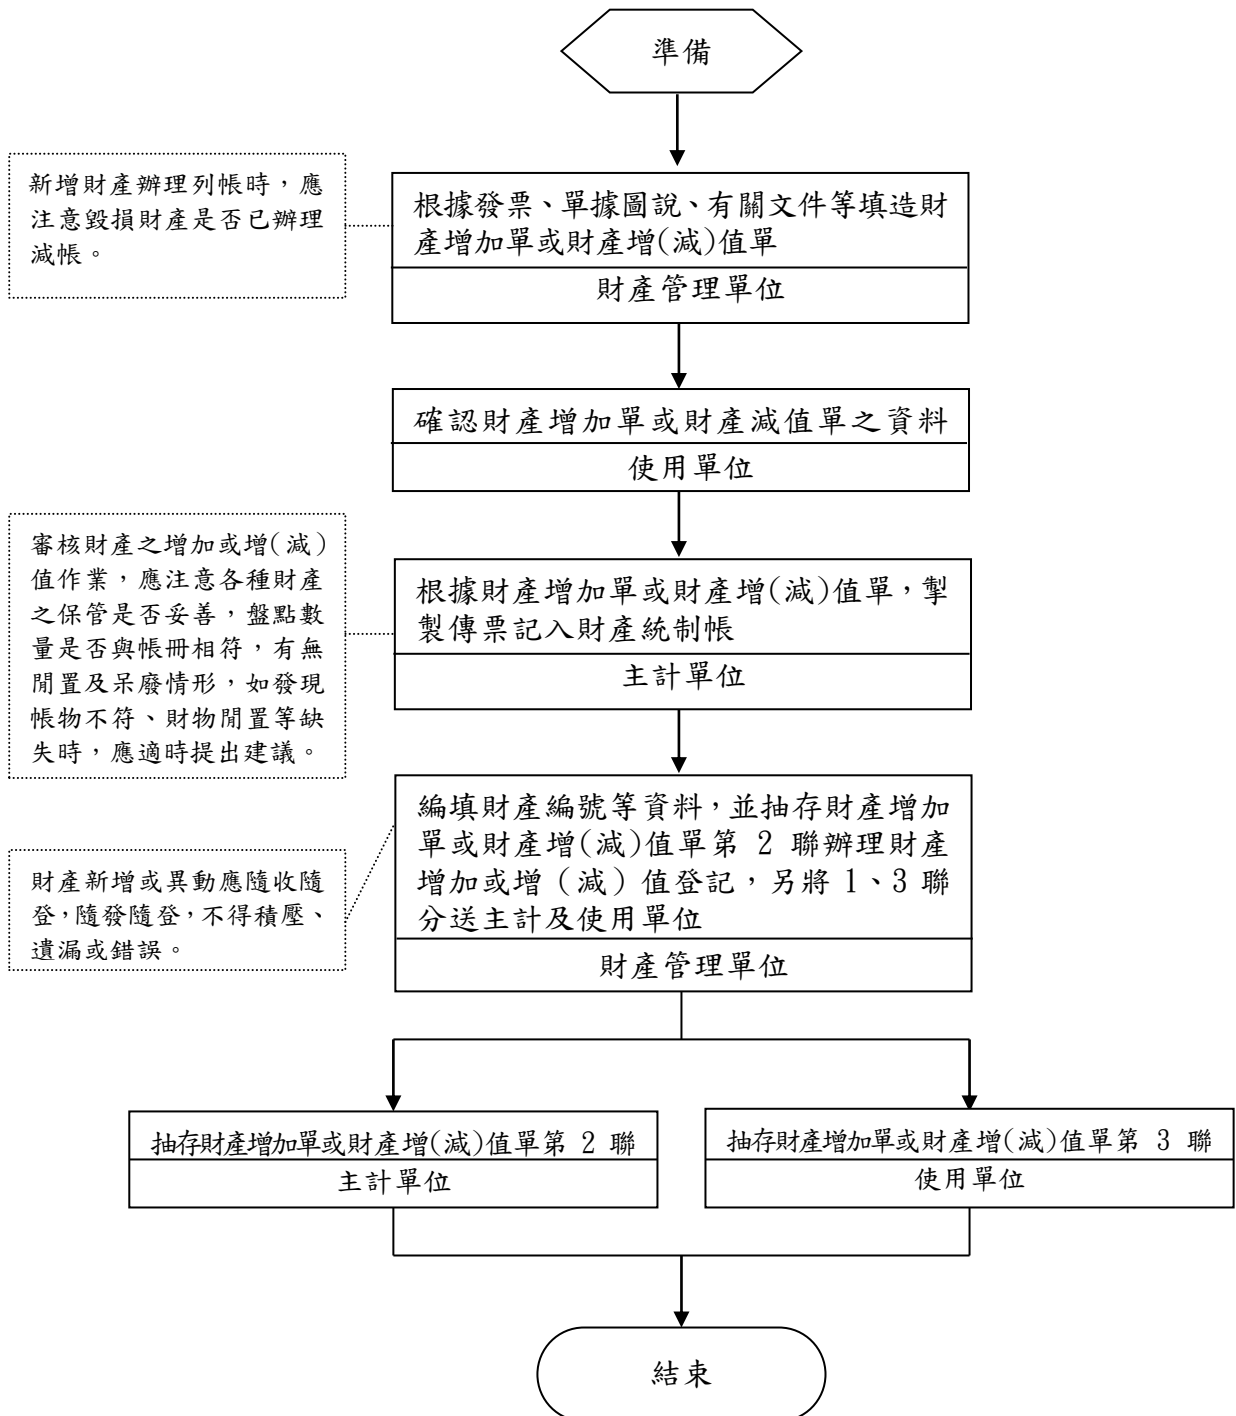 準備
新增財產辦理列帳時，應
注意毀損財產是否已辦理
減帳。
根據發票、單據圖說、有關文件等填造財
產增加單或財產增(減)值單
財產管理單位
確認財產增加單或財產減值單之資料
使用單位
審核財產之增加或增(減)
值作業，應注意各種財產
之保管是否妥善，盤點數
量是否與帳冊相符，有無
閒置及呆廢情形，如發現
帳物不符、財物閒置等缺
失時，應適時提出建議。
根據財產增加單或財產增(減)值單，掣
製傳票記入財產統制帳
主計單位
編填財產編號等資料，並抽存財產增加
單或財產增(減)值單第 2 聯辦理財產
增加或增（減）值登記，另將 1、3 聯
分送主計及使用單位
財產管理單位
財產新增或異動應隨收隨
登，隨發隨登，不得積壓、
遺漏或錯誤。
抽存財產增加單或財產增(減)值單第 2 聯
主計單位
抽存財產增加單或財產增(減)值單第 3 聯
使用單位
結束